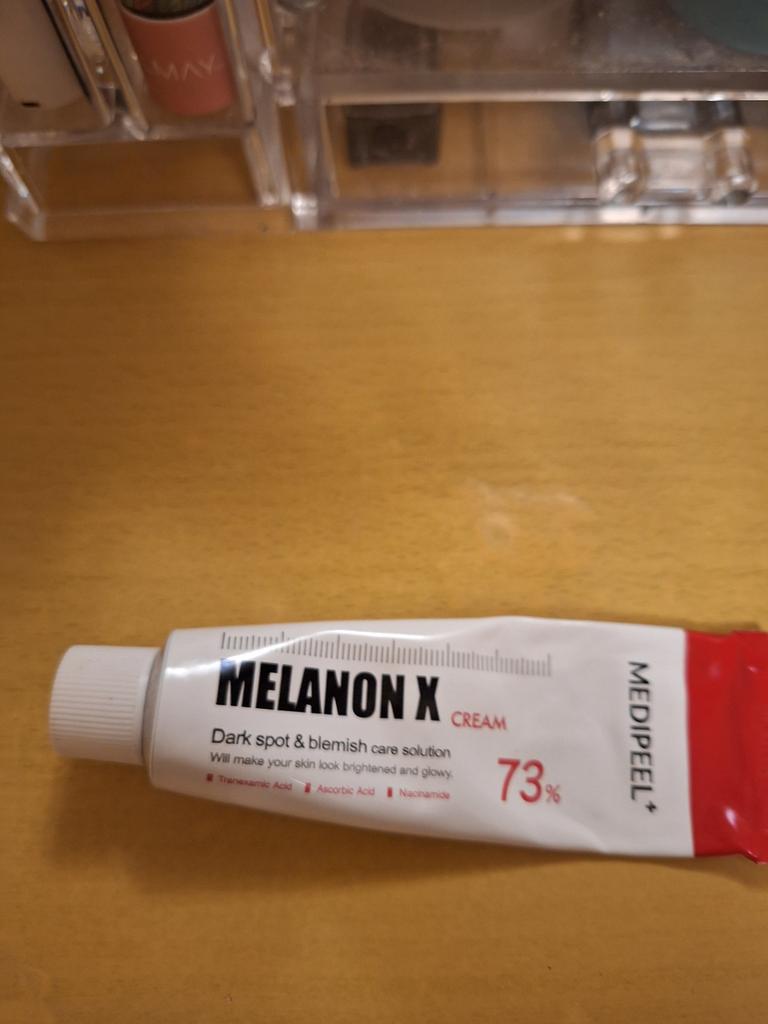 MAY
MELANON X CREAM
Dark spot & blemish care solution
Will make your skin look brightened and glowy.
Tranexamic Acid Ascorbic Acid Niacinamide
73%
MEDIPEEL+